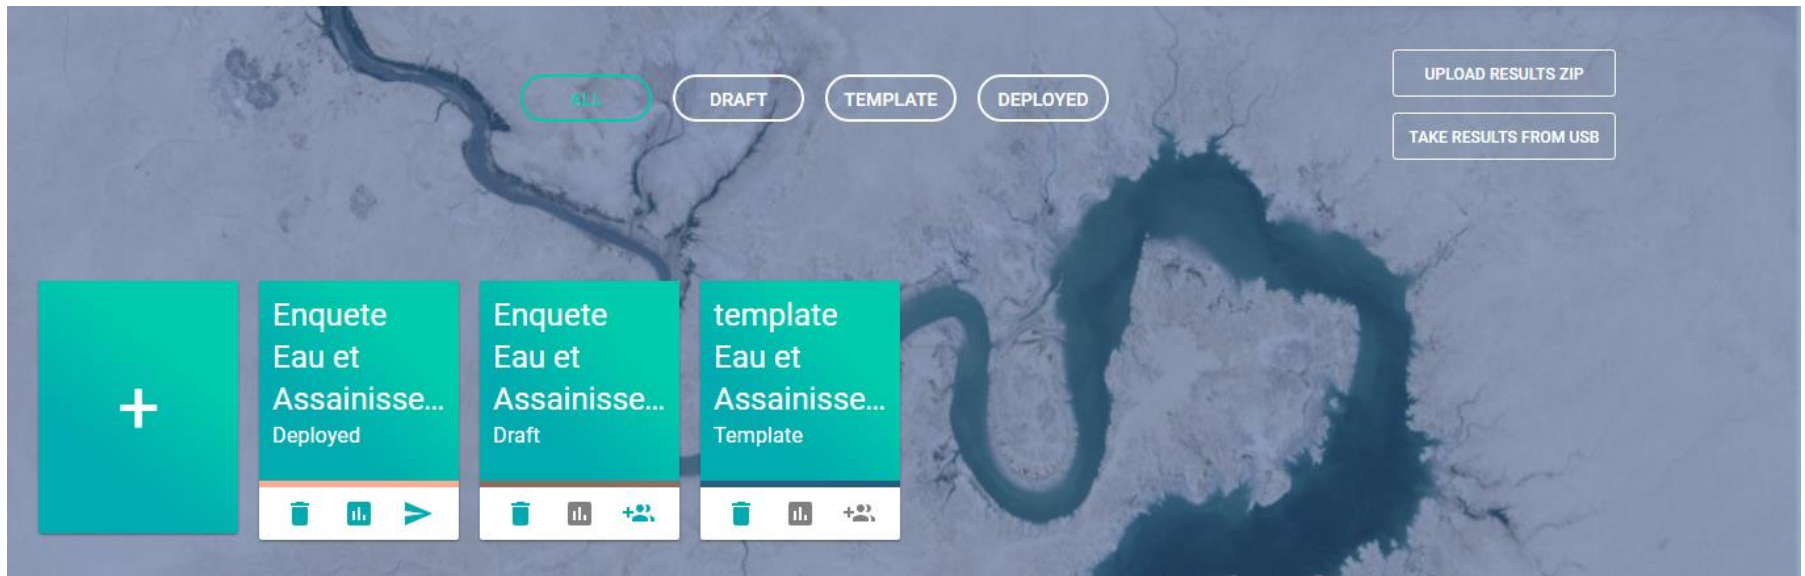 ALL
DRAFT
TEMPLATE
DEPLOYED
UPLOAD RESULTS ZIP
TAKE RESULTS FROM USB
+
Enquete
Eau et
Assainisse...
Deployed
Enquete
Eau et
Assainisse...
Draft
template
Eau et
Assainisse...
Template